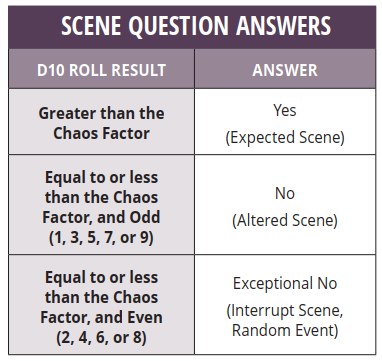 SCENE QUESTION ANSWERS
D10 ROLL RESULT
ANSWER
Greater than the
Chaos Factor
Yes
(Expected Scene)
Equal to or less
than the Chaos
Factor, and Odd
(1, 3, 5, 7, or 9)
No
(Altered Scene)
Equal to or less
than the Chaos
Factor, and Even
(2, 4, 6, or 8)
Exceptional No
(Interrupt Scene,
Random Event)